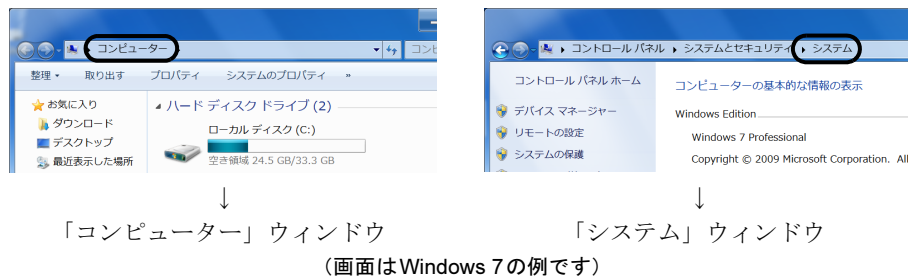 コンピューター
コンピ
整理 取り出す プロパティ システムのプロパティ »
お気に入り
ダウンロード
デスクトップ
最近表示した場所
ハード ディスク ドライブ (2)
ローカル ディスク (C:)
空き領域 24.5 GB/33.3 GB
コントロール パネル システムとセキュリティ システム
コントロール パネル ホーム
デバイス マネージャー
リモートの設定
システムの保護
コンピューターの基本的な情報の表示
Windows Edition
Windows 7 Professional
Copyright © 2009 Microsoft Corporation. All
↓ ↓
「コンピューター」ウィンドウ 「システム」ウィンドウ
（画面はWindows 7の例です）